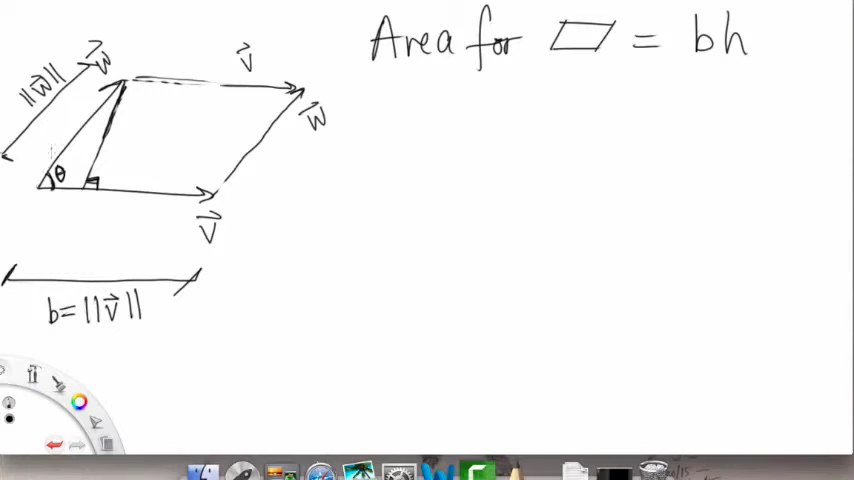 Area for ▱ = bh
||w⃗||
w⃗
v⃗
w⃗
θ
v⃗
b = ||v⃗||